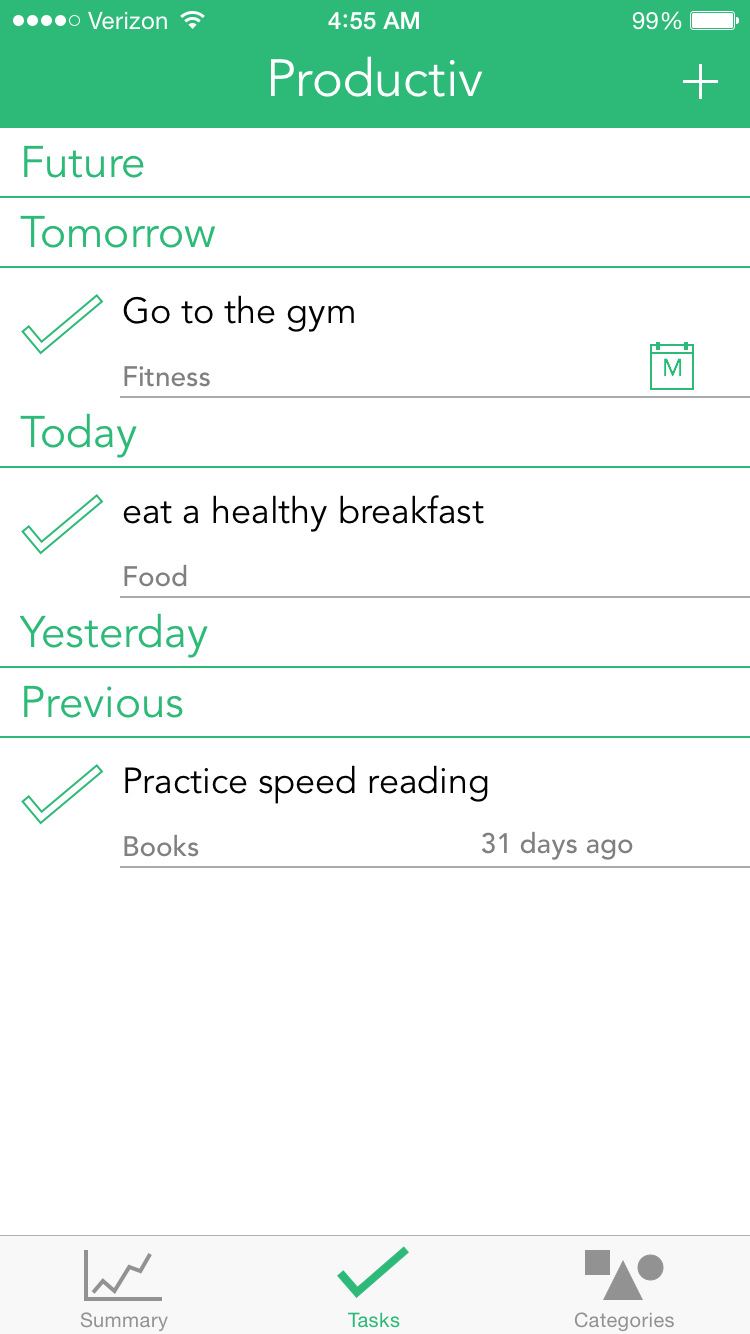 Verizon 4:55 AM 99%
Productiv
Future
Tomorrow
Go to the gym
Fitness M
Today
eat a healthy breakfast
Food
Yesterday
Previous
Practice speed reading
Books 31 days ago
Summary Tasks Categories